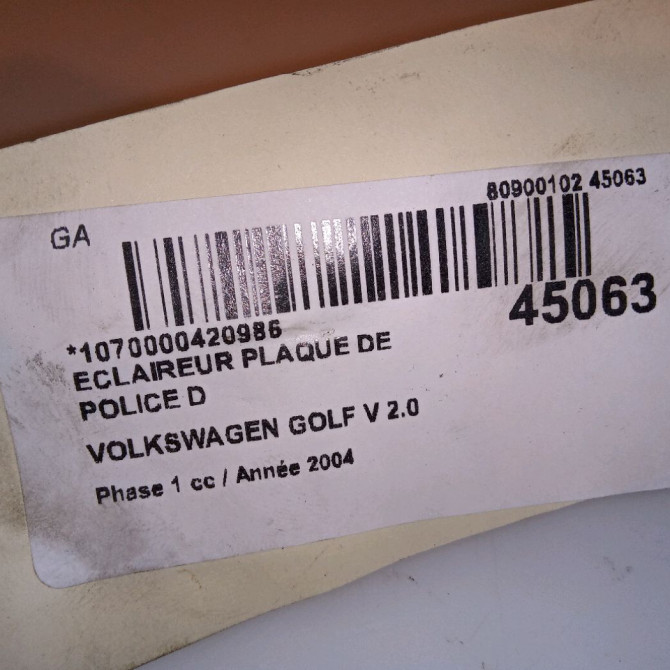 GA
80900102 45063
45063
*1070000420986
ECLAIREUR PLAQUE DE
POLICE D
VOLKSWAGEN GOLF V 2.0
Phase 1 cc / Année 2004